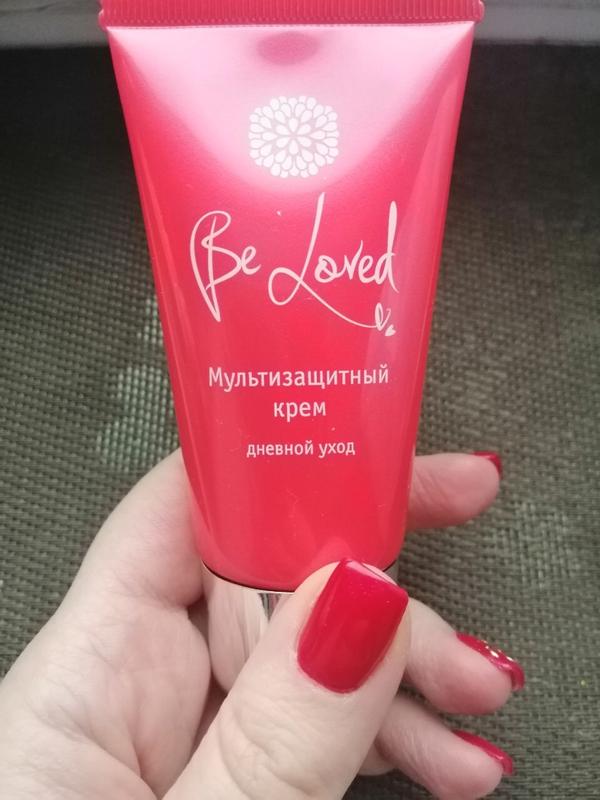 Be Loved
Мультизащитный
крем
дневной уход